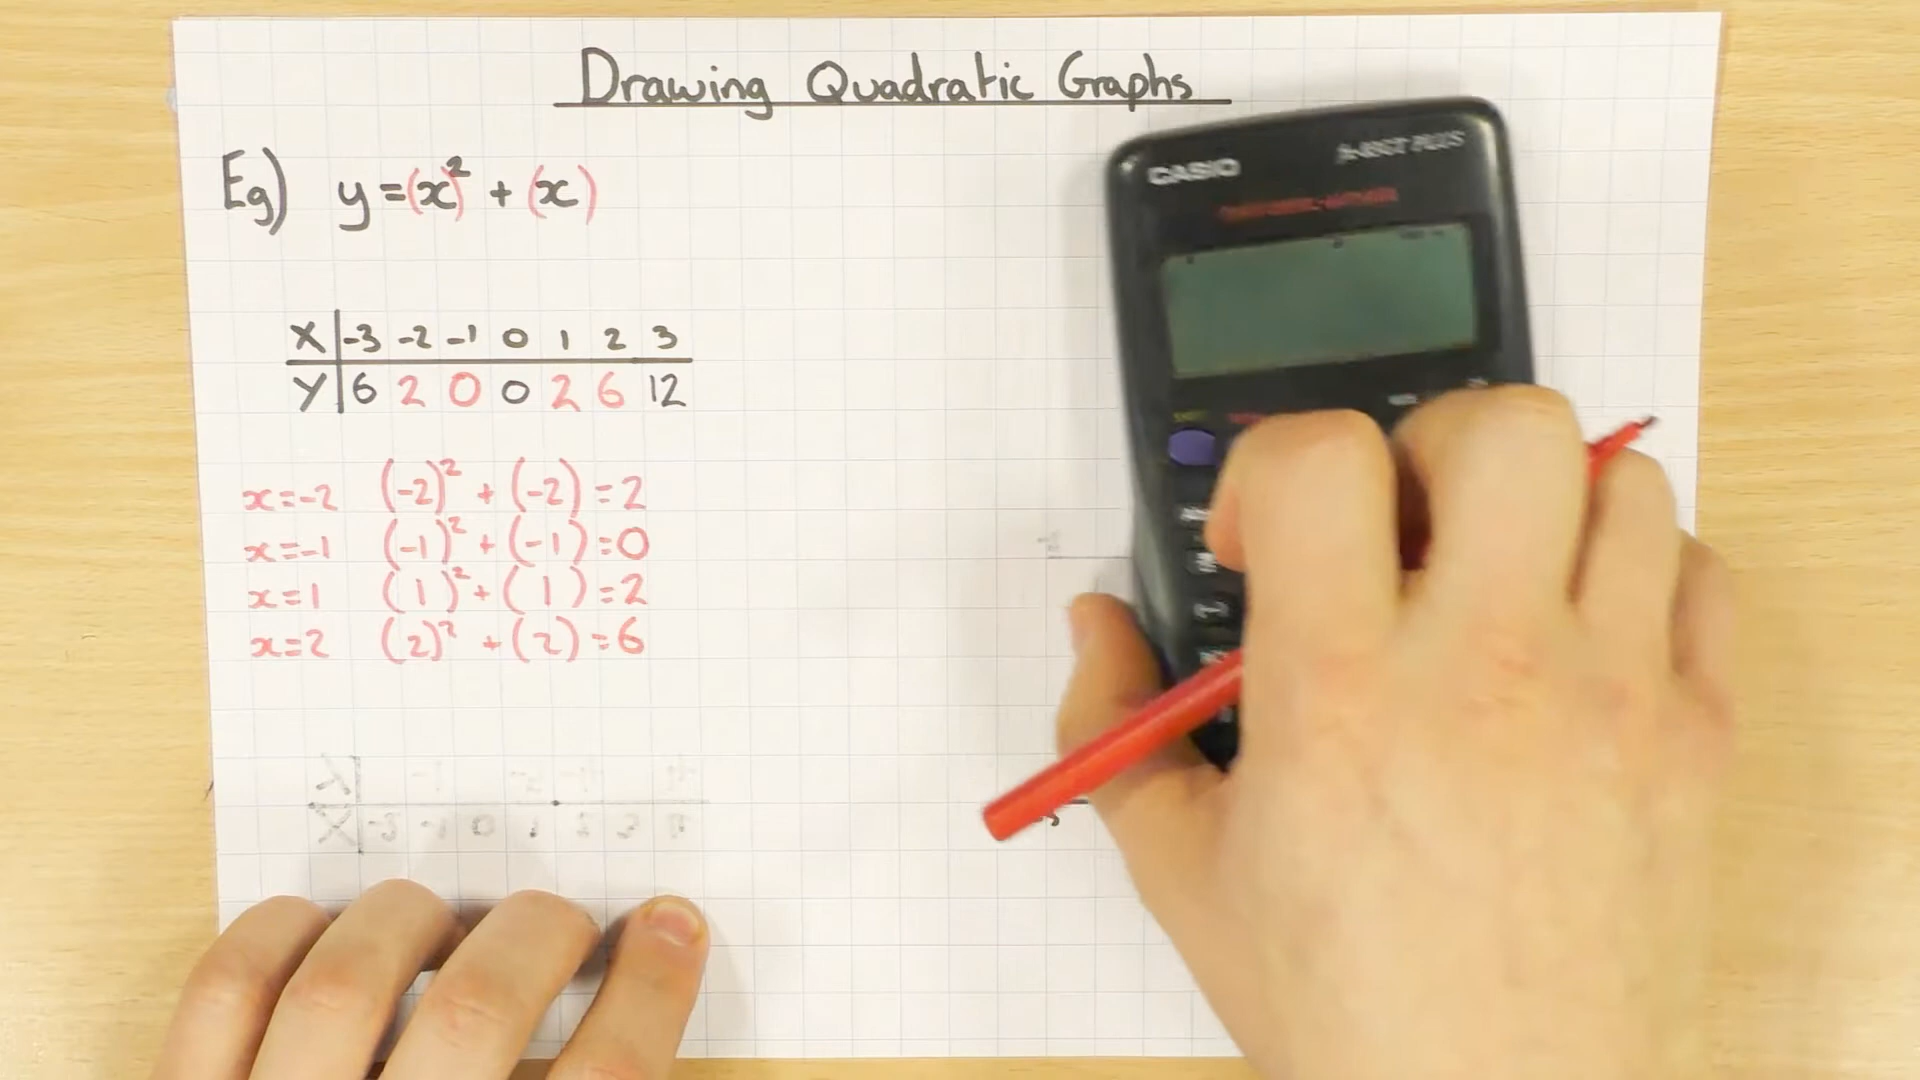 Drawing Quadratic Graphs
Eg) y = (x)² + (x)
X -3 -2 -1 0 1 2 3
Y 6 2 0 0 2 6 12
x=-2 (-2)² + (-2) = 2
x=-1 (-1)² + (-1) = 0
x=1 (1)² + (1) = 2
x=2 (2)² + (2) = 6
CASIO